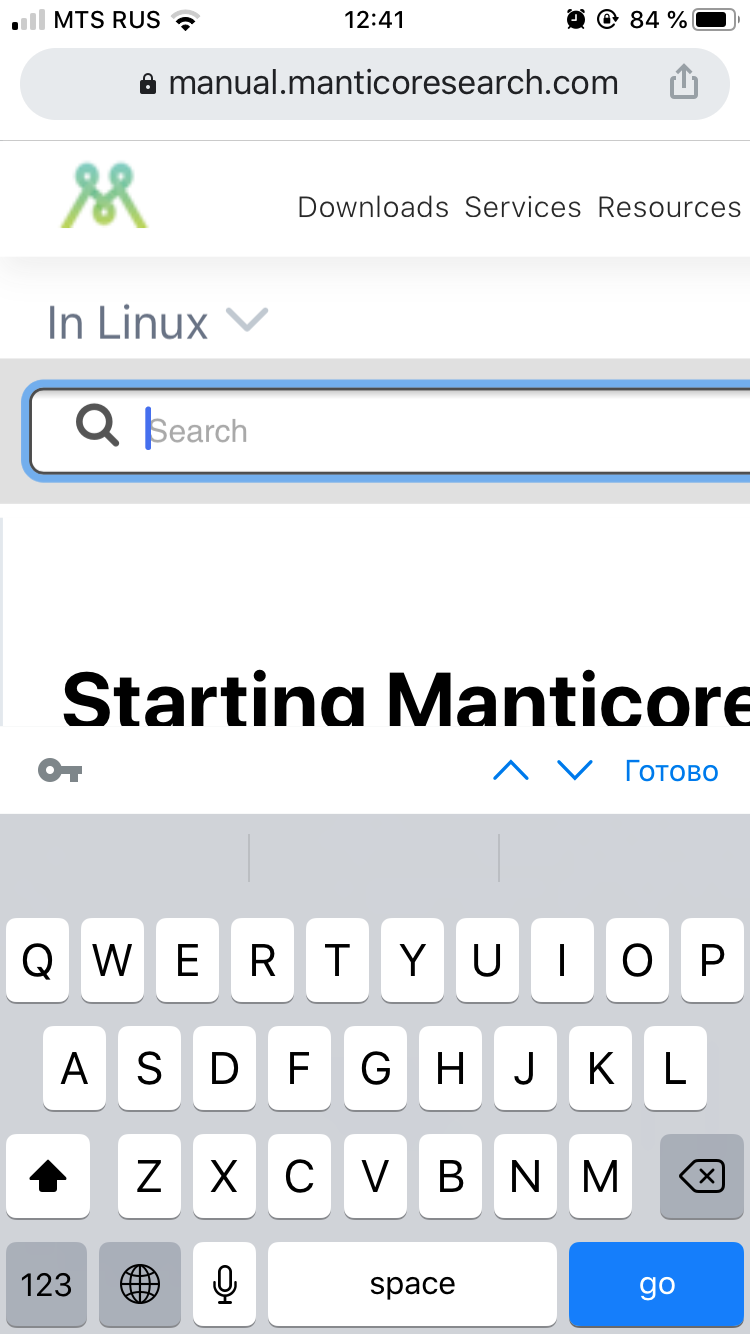 MTS RUS 12:41 84 %
manual.manticoresearch.com
Downloads Services Resources
In Linux
Search
Starting Manticore
Готово
Q W E R T Y U I O P
A S D F G H J K L
Z X C V B N M
123 space go